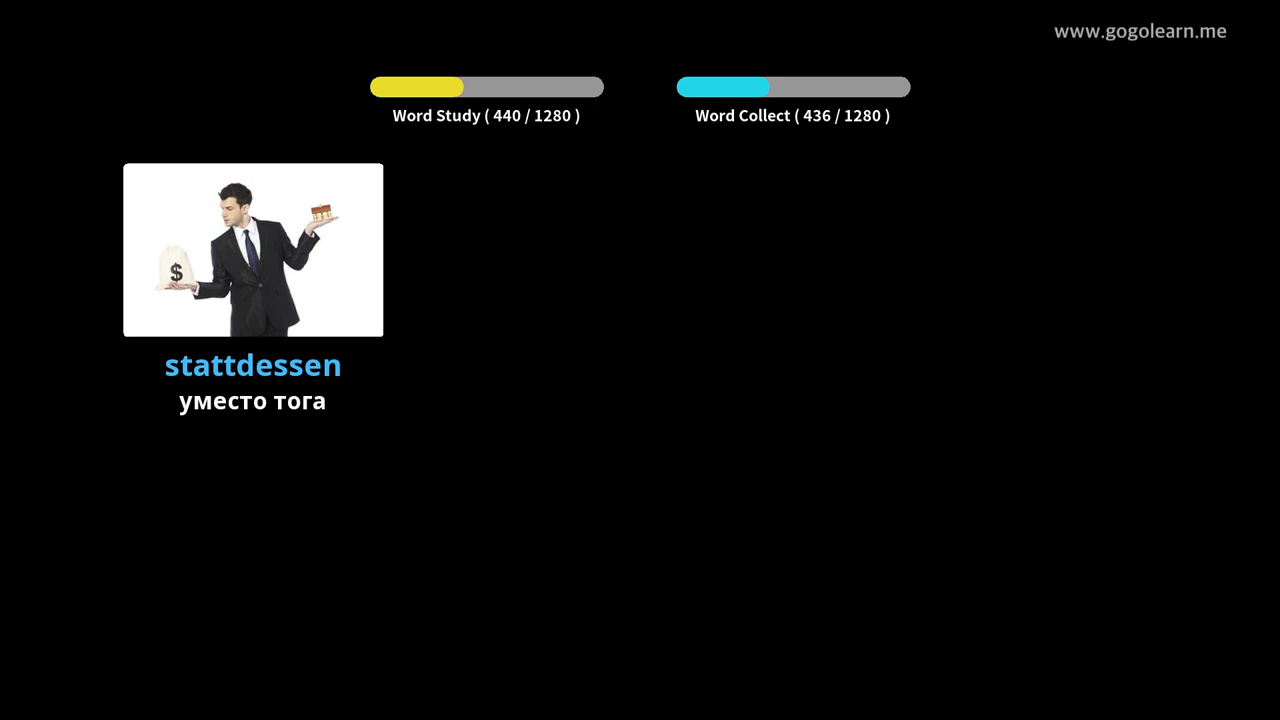 www.gogolearn.me
Word Study ( 440 / 1280 )
Word Collect ( 436 / 1280 )
$
stattdessen
уместо тога